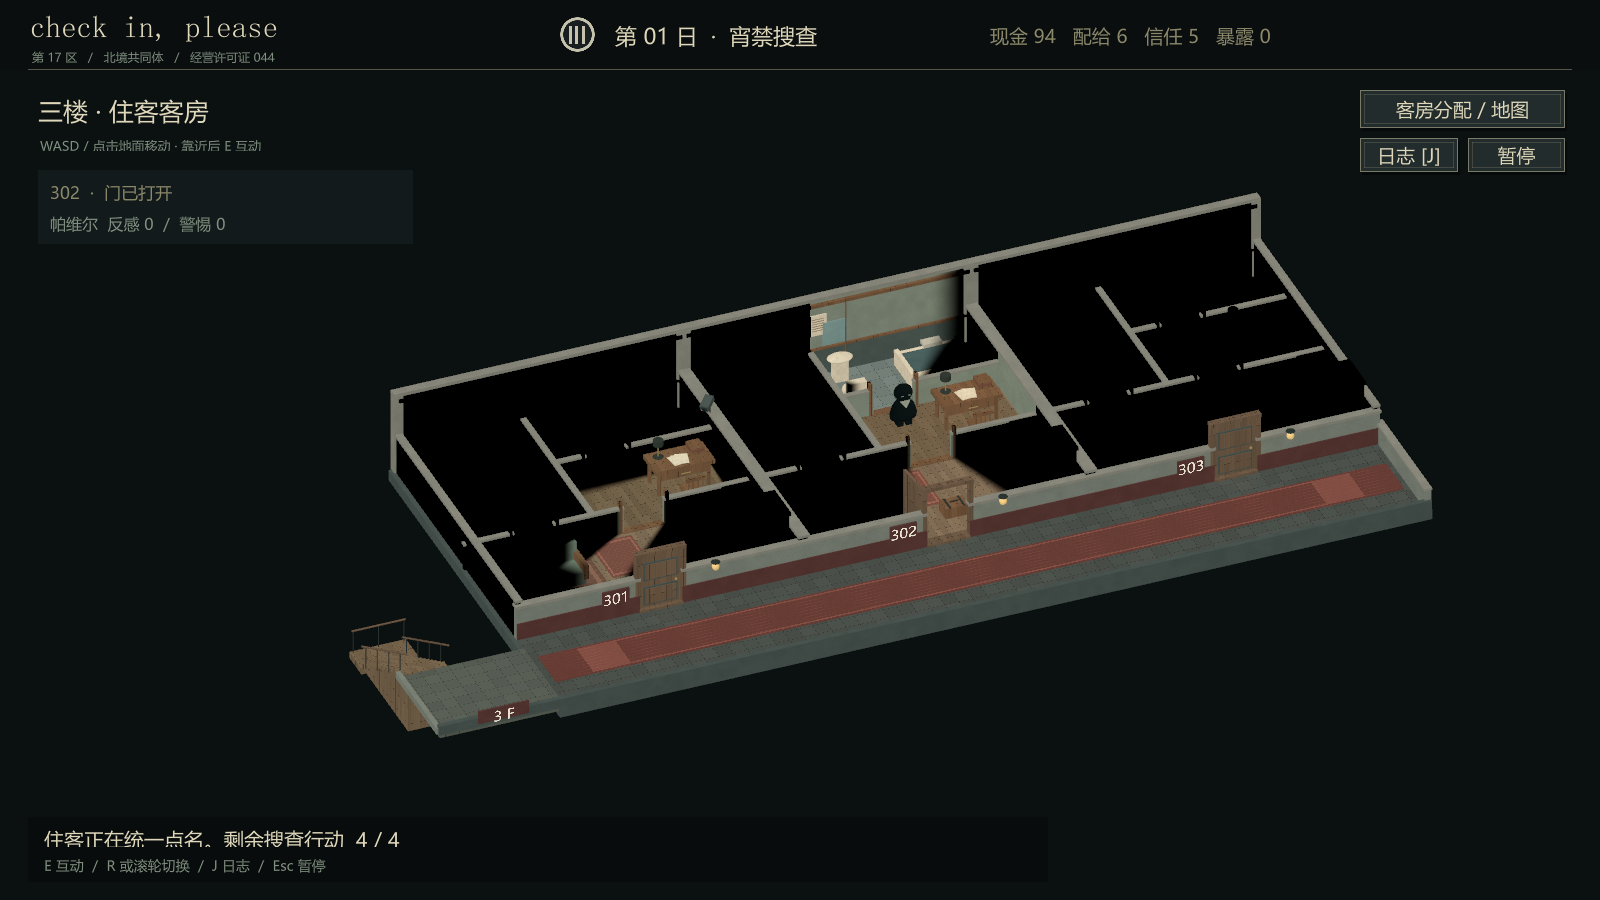 check in, please
第 17 区 / 北境共同体 / 经营许可证 044
第 01 日 · 宵禁搜查
现金 94 配给 6 信任 5 暴露 0
三楼 · 住客客房
WASD / 点击地面移动 · 靠近后 E 互动
客房分配 / 地图
日志 [J]
暂停
302 · 门已打开
帕维尔 反感 0 / 警惕 0
303
302
301
3 F
住客正在统一点名。剩余搜查行动 4 / 4
E 互动 / R 或滚轮切换 / J 日志 / Esc 暂停